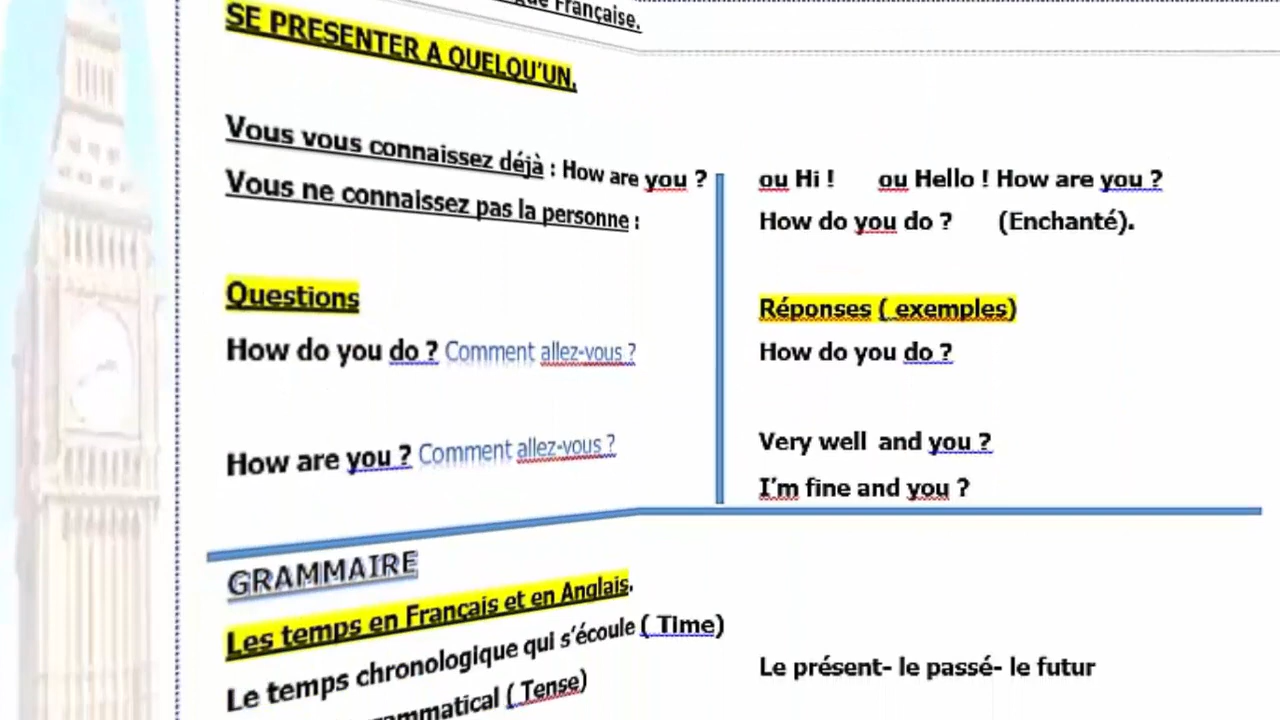 Française.
SE PRESENTER A QUELQU'UN.
Vous vous connaissez déjà : How are you ? ou Hi ! ou Hello ! How are you ?
Vous ne connaissez pas la personne : How do you do ? (Enchanté).
Questions Réponses ( exemples)
How do you do ? Comment allez-vous ? How do you do ?
How are you ? Comment allez-vous ? Very well and you ?
I'm fine and you ?
GRAMMAIRE
Les temps en Français et en Anglais.
Le temps chronologique qui s'écoule ( Time)
Le présent- le passé- le futur
( Tense)